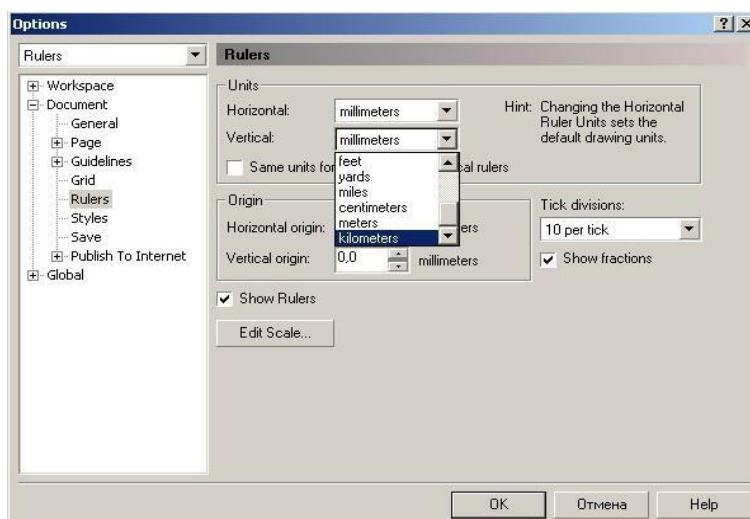 Options
Rulers
Workspace
Document
General
Page
Guidelines
Grid
Rulers
Styles
Save
Publish To Internet
Global
Rulers
Units
Horizontal: millimeters
Vertical: millimeters
Hint: Changing the Horizontal
Ruler Units sets the
default drawing units.
feet
yards
miles
centimeters
meters
kilometers
Same units for
cal rulers
Origin
Horizontal origin:
ers
Vertical origin: 0,0 millimeters
Tick divisions:
10 per tick
Show fractions
Show Rulers
Edit Scale...
OK
Отмена
Help